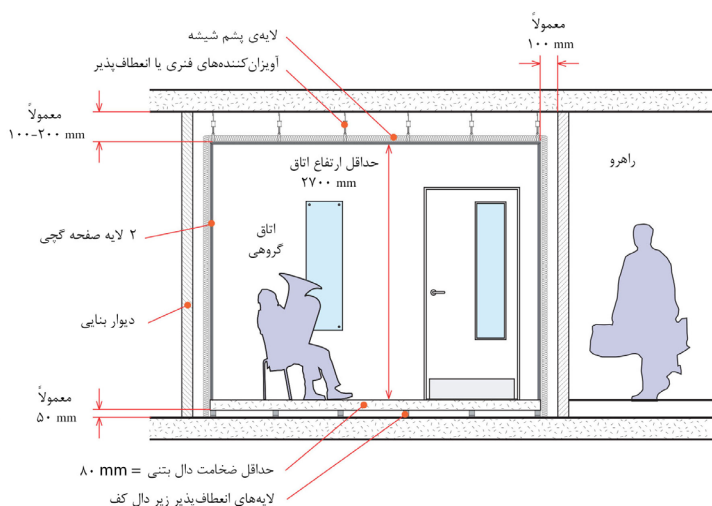 لایه‌ی پشم شیشه
آویزان‌کننده‌های فنری یا انعطاف‌پذیر
معمولاً
۱۰۰ mm
معمولاً
۱۰۰-۲۰۰ mm
حداقل ارتفاع اتاق
۲۷۰۰ mm
راهرو
۲ لایه صفحه گچی
اتاق
گروهی
دیوار بنایی
معمولاً
۵۰ mm
حداقل ضخامت دال بتنی = ۸۰ mm
لایه‌های انعطاف‌پذیر زیر دال کف